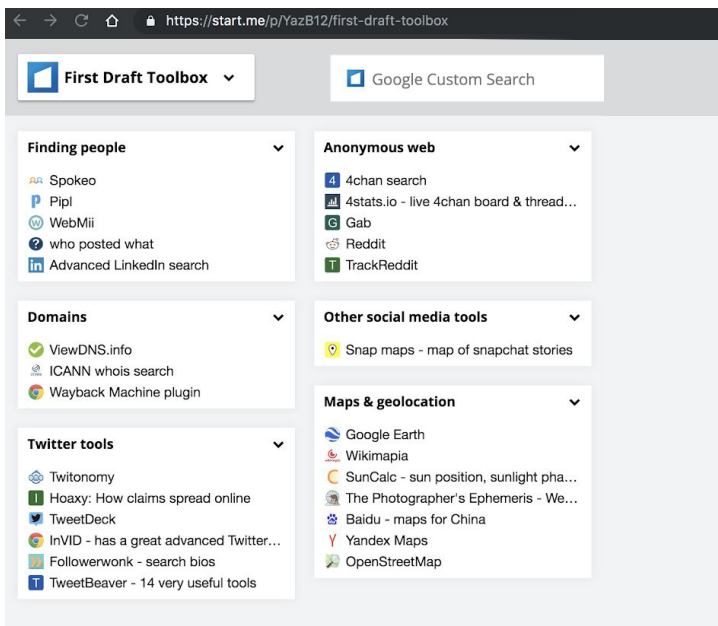 https://start.me/p/YazB12/first-draft-toolbox
First Draft Toolbox
Google Custom Search
Finding people
Spokeo
Pipl
WebMii
who posted what
Advanced LinkedIn search
Domains
ViewDNS.info
ICANN whois search
Wayback Machine plugin
Twitter tools
Twitonomy
Hoaxy: How claims spread online
TweetDeck
InVID - has a great advanced Twitter...
Followerwonk - search bios
TweetBeaver - 14 very useful tools
Anonymous web
4chan search
4stats.io - live 4chan board & thread...
Gab
Reddit
TrackReddit
Other social media tools
Snap maps - map of snapchat stories
Maps & geolocation
Google Earth
Wikimapia
SunCalc - sun position, sunlight pha...
The Photographer's Ephemeris - We...
Baidu - maps for China
Yandex Maps
OpenStreetMap